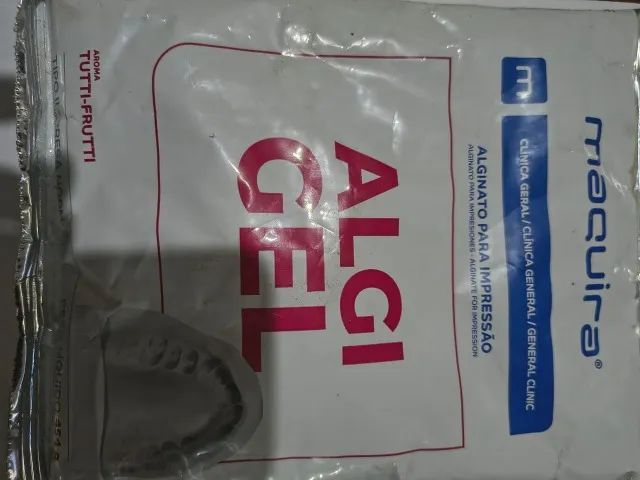 maquira®
m
CLÍNICA GERAL / CLÍNICA GENERAL / GENERAL CLINIC
ALGINATO PARA IMPRESSÃO
ALGINATO PARA IMPRESIONES - ALGINATE FOR IMPRESSION
ALGI
GEL
AROMA
TUTTI-FRUTTI
454 g